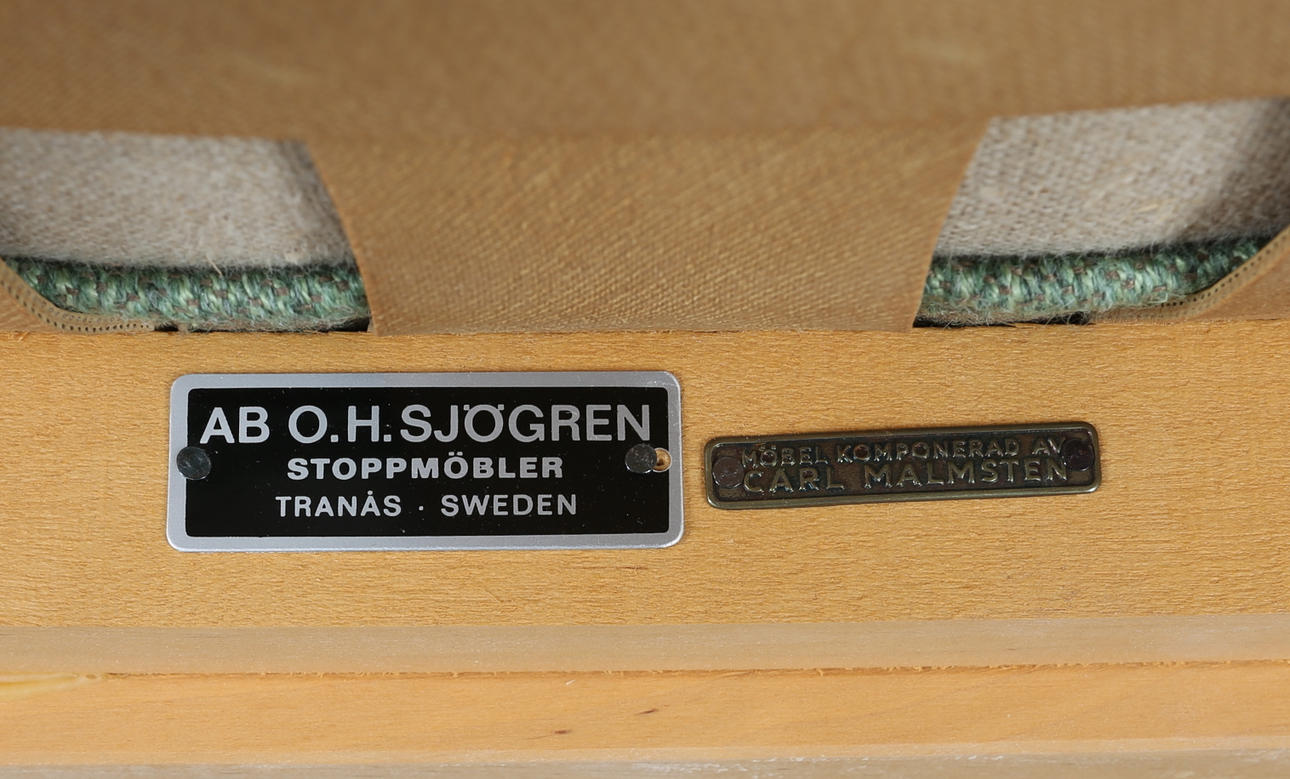 AB O.H. SJÖGREN
STOPPMÖBLER
TRANÅS · SWEDEN
MÖBEL KOMPONERAD AV
CARL MALMSTEN